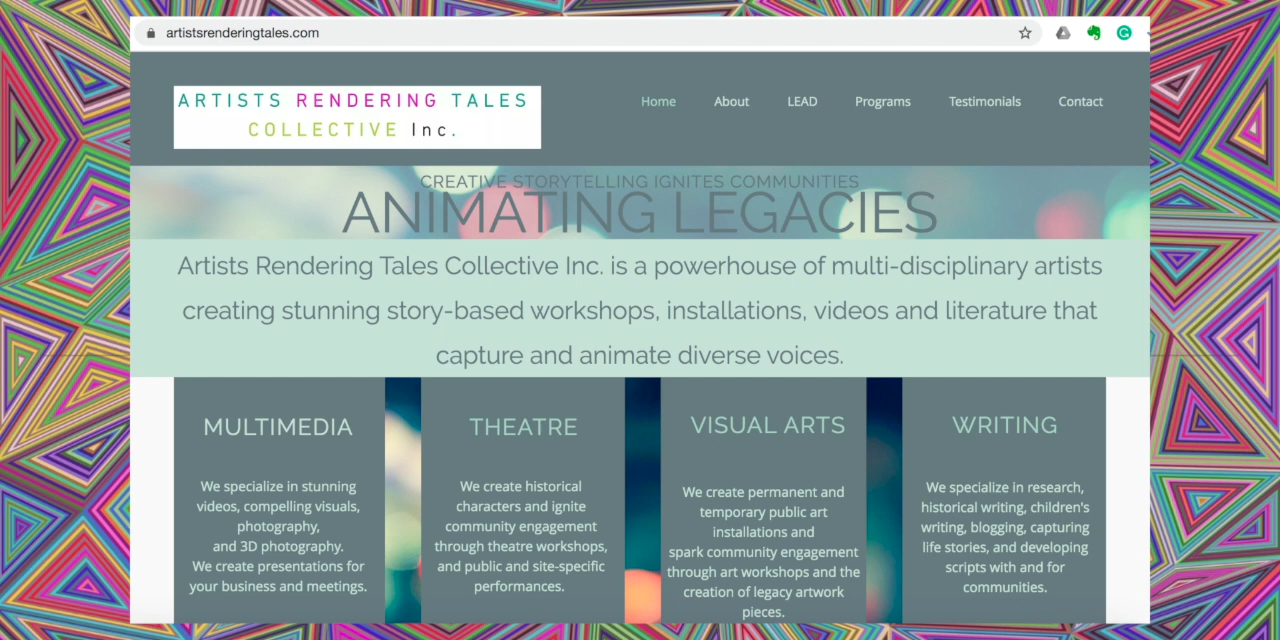 artistsrenderingtales.com
ARTISTS RENDERING TALES
COLLECTIVE Inc.
Home About LEAD Programs Testimonials Contact
CREATIVE STORYTELLING IGNITES COMMUNITIES
ANIMATING LEGACIES
Artists Rendering Tales Collective Inc. is a powerhouse of multi-disciplinary artists
creating stunning story-based workshops, installations, videos and literature that
capture and animate diverse voices.
MULTIMEDIA
We specialize in stunning
videos, compelling visuals,
photography,
and 3D photography.
We create presentations for
your business and meetings.
THEATRE
We create historical
characters and ignite
community engagement
through theatre workshops,
and public and site-specific
performances.
VISUAL ARTS
We create permanent and
temporary public art
installations and
spark community engagement
through art workshops and the
creation of legacy artwork
pieces.
WRITING
We specialize in research,
historical writing, children's
writing, blogging, capturing
life stories, and developing
scripts with and for
communities.